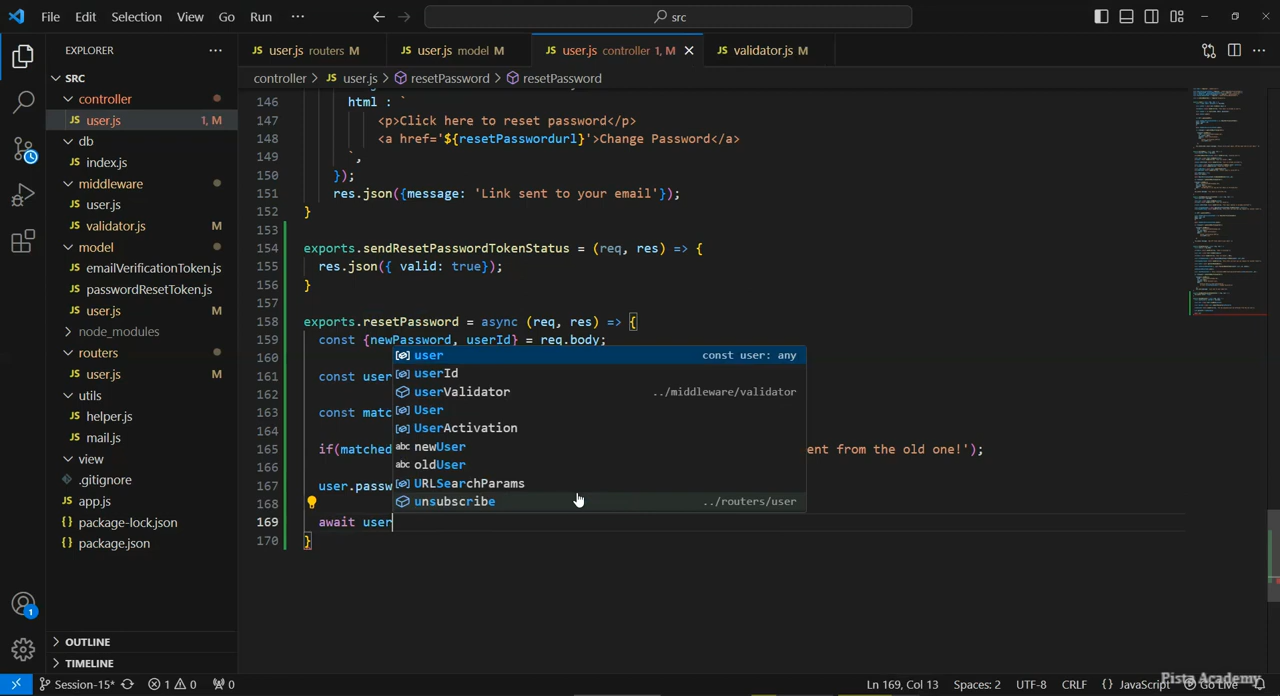 File Edit Selection View Go Run ··· src
EXPLORER ···
JS user.js routers M JS user.js model M JS user.js controller 1, M JS validator.js M
SRC
controller > JS user.js > resetPassword > resetPassword
controller
JS user.js 1, M
db
JS index.js
middleware
JS user.js
JS validator.js M
model
JS emailVerificationToken.js
JS passwordResetToken.js
JS user.js M
node_modules
routers
JS user.js M
utils
JS helper.js
JS mail.js
view
.gitignore
JS app.js
{} package-lock.json
{} package.json
OUTLINE
TIMELINE
146 html : `
147 <p>Click here to reset password</p>
148 <a href='${resetPasswordurl}'>Change Password</a>
149 `,
150 });
151 res.json({message: 'Link sent to your email'});
152 }
153
154 exports.sendResetPasswordTokenStatus = (req, res) => {
155 res.json({ valid: true});
156 }
157
158 exports.resetPassword = async (req, res) => {
159 const {newPassword, userId} = req.body;
160
161 const user
162
163 const matc
164
165 if(matched ent from the old one!');
166
167 user.passw
168
169 await user
170 }
user const user: any
userId
userValidator ../middleware/validator
User
UserActivation
abc newUser
abc oldUser
URLSearchParams
unsubscribe ../routers/user
1
Session-15* 1 0 0 Ln 169, Col 13 Spaces: 2 UTF-8 CRLF {} JavaScript Go Live
Pista Academy